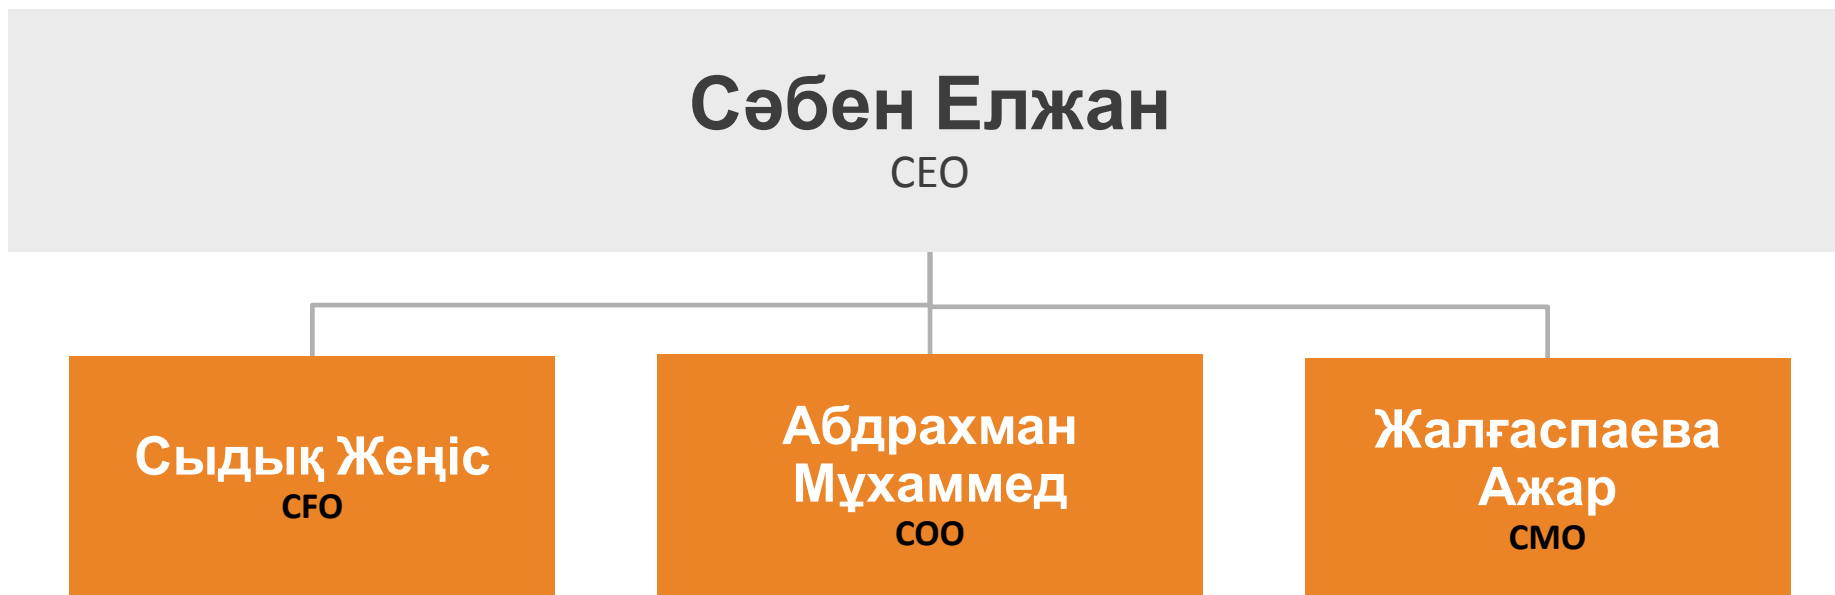 Сәбен Елжан
CEO
Сыдық Жеңіс
CFO
Абдрахман
Мұхаммед
COO
Жалғаспаева
Ажар
CMO